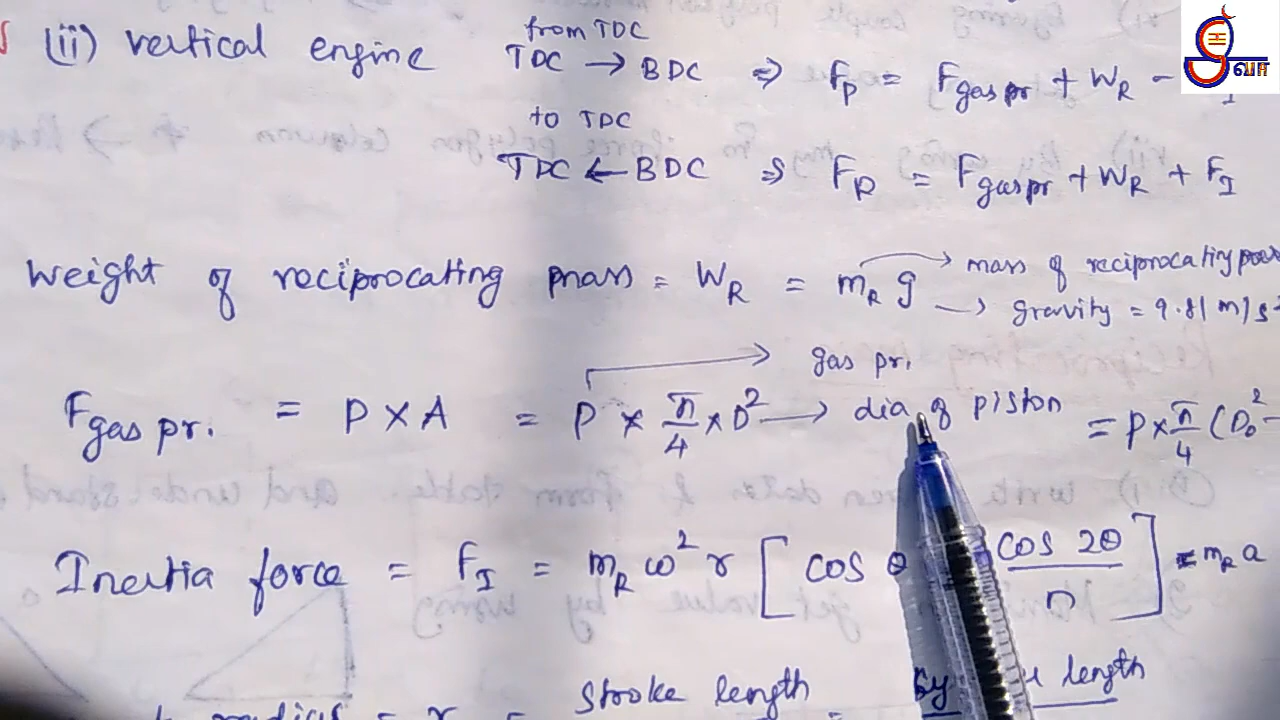 (ii) vertical engine
from TDC
TDC → BDC ⇒ Fp = Fgas pr + WR −
to TDC
TDC ← BDC ⇒ Fp = Fgas pr + WR + FI
Weight of reciprocating mass = WR = mR g → mass of reciprocating
→ gravity = 9.81 m/s²
→ gas pr.
Fgas pr. = P × A = P × π/4 × D² → dia of piston = P × π/4 (D₀² −
Inertia force = FI = mR ω² r [ cos θ cos 2θ / n ] = mR a
radius = r = stroke length length
வா